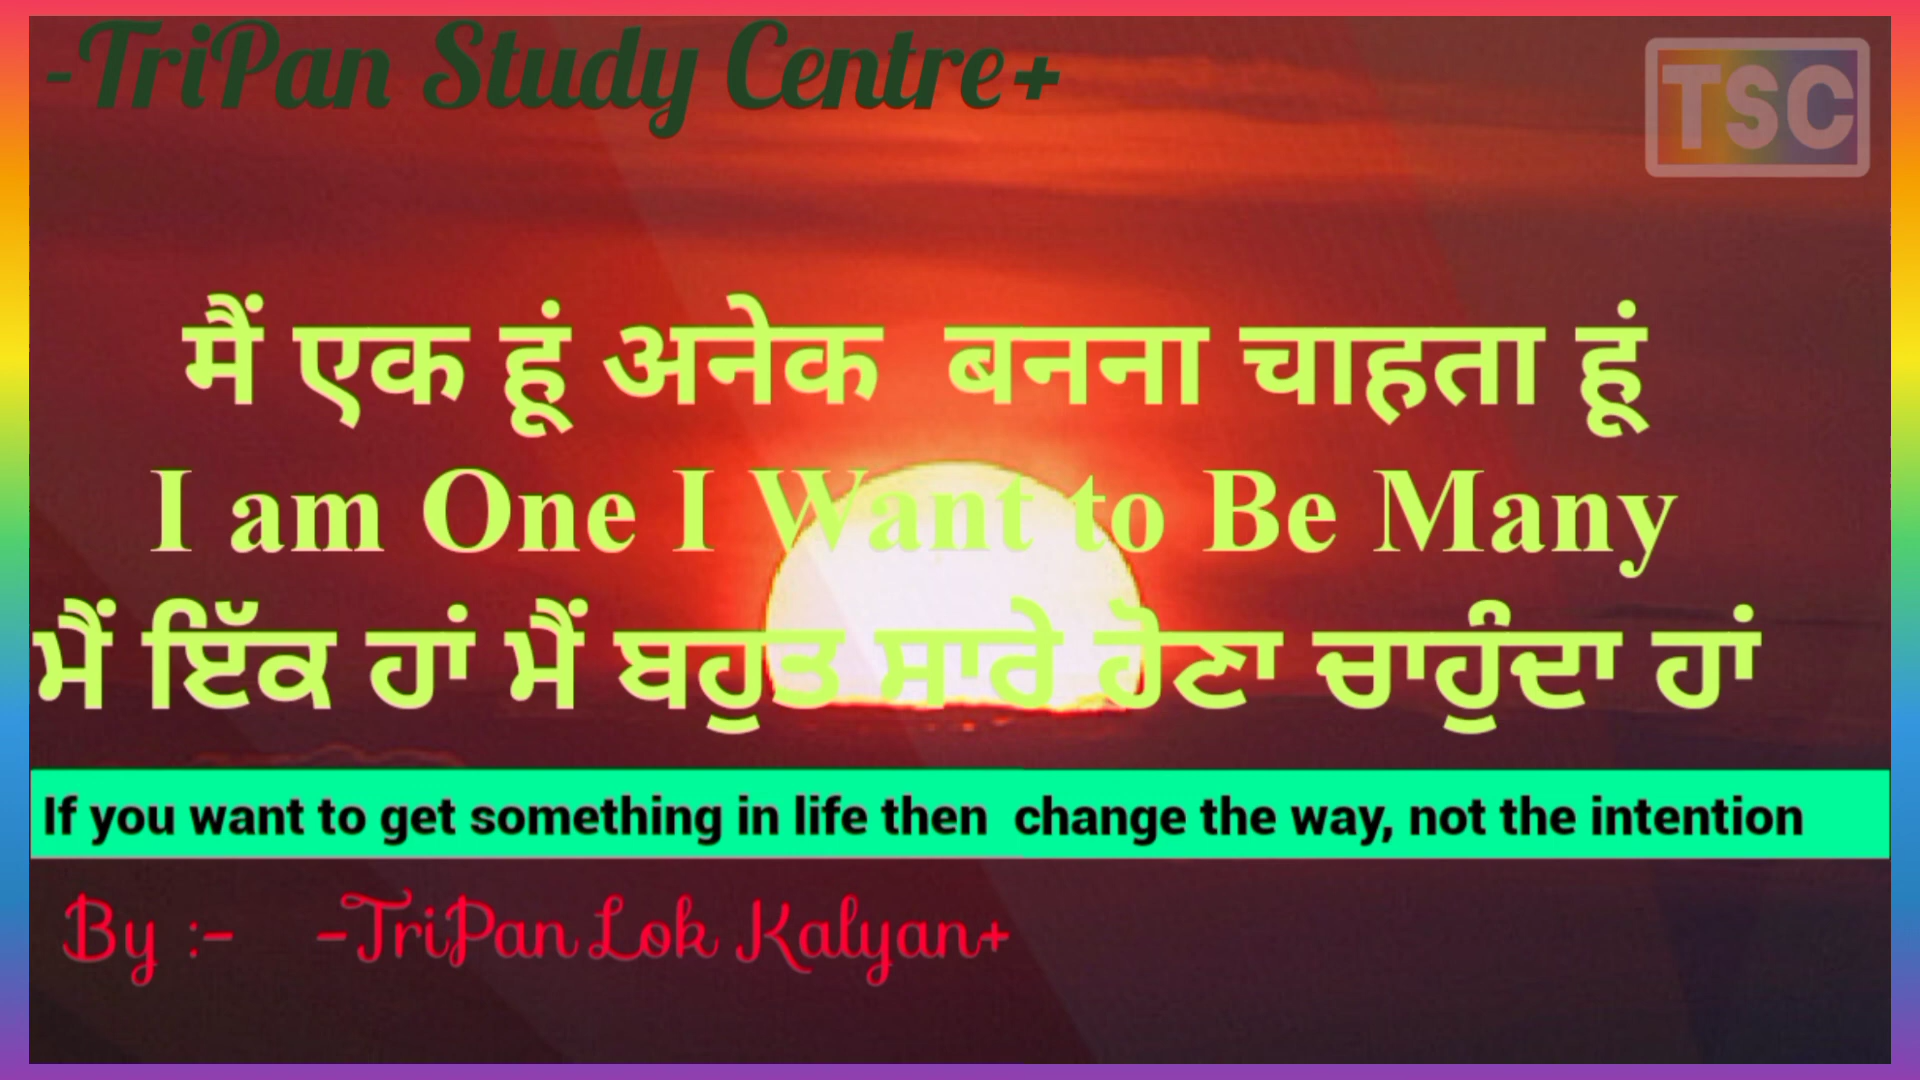 -TriPan Study Centre+
TSC
मैं एक हूं अनेक  बनना चाहता हूं
I am One I Want to Be Many
ਮੈਂ ਇੱਕ ਹਾਂ ਮੈਂ ਬਹੁਤ ਸਾਰੇ ਹੋਣਾ ਚਾਹੁੰਦਾ ਹਾਂ
If you want to get something in life then  change the way, not the intention
By :-    -TriPan Lok Kalyan+